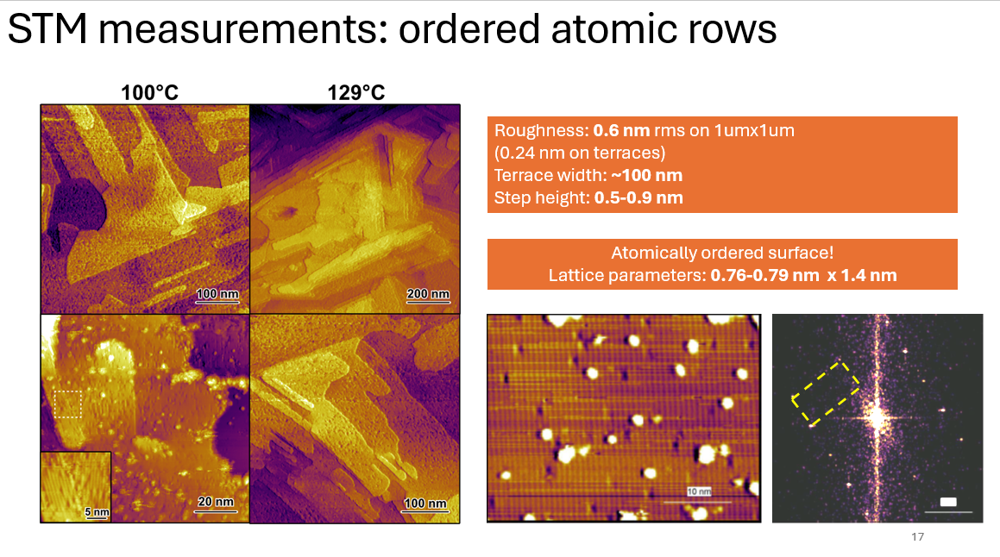 STM measurements: ordered atomic rows
100°C
129°C
100 nm
200 nm
5 nm
20 nm
100 nm
Roughness: 0.6 nm rms on 1umx1um
(0.24 nm on terraces)
Terrace width: ~100 nm
Step height: 0.5-0.9 nm
Atomically ordered surface!
Lattice parameters: 0.76-0.79 nm x 1.4 nm
10 nm
17